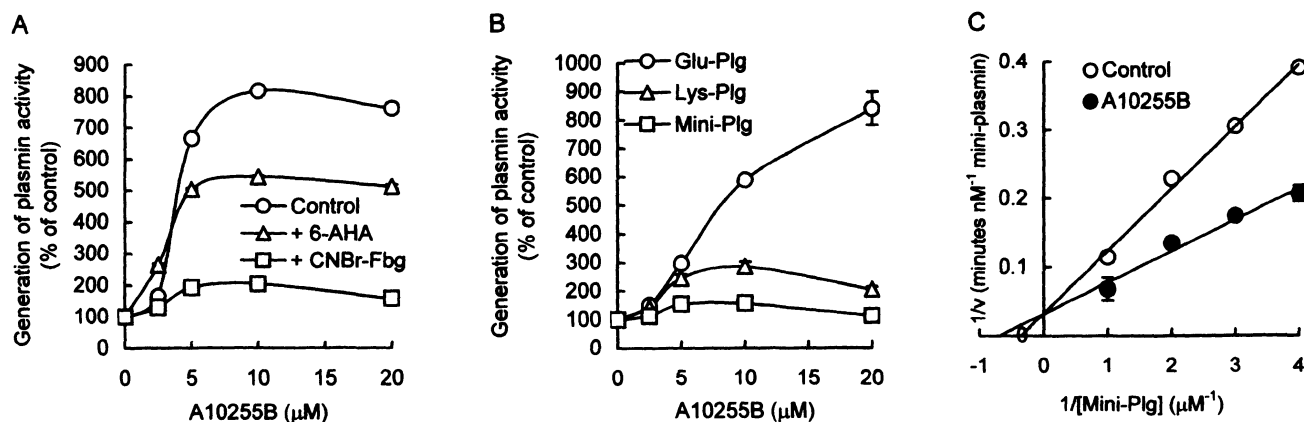 A
Generation of plasmin activity
(% of control)
900
800
700
600
500
400
300
200
100
0
0 5 10 15 20
A10255B (μM)
Control
+ 6-AHA
+ CNBr-Fbg
B
Generation of plasmin activity
(% of control)
1000
900
800
700
600
500
400
300
200
100
0
0 5 10 15 20
A10255B (μM)
Glu-Plg
Lys-Plg
Mini-Plg
C
1/v (minutes nM⁻¹ mini-plasmin)
0.4
0.3
0.2
0.1
-1 0 1 2 3 4
1/[Mini-Plg] (μM⁻¹)
Control
A10255B